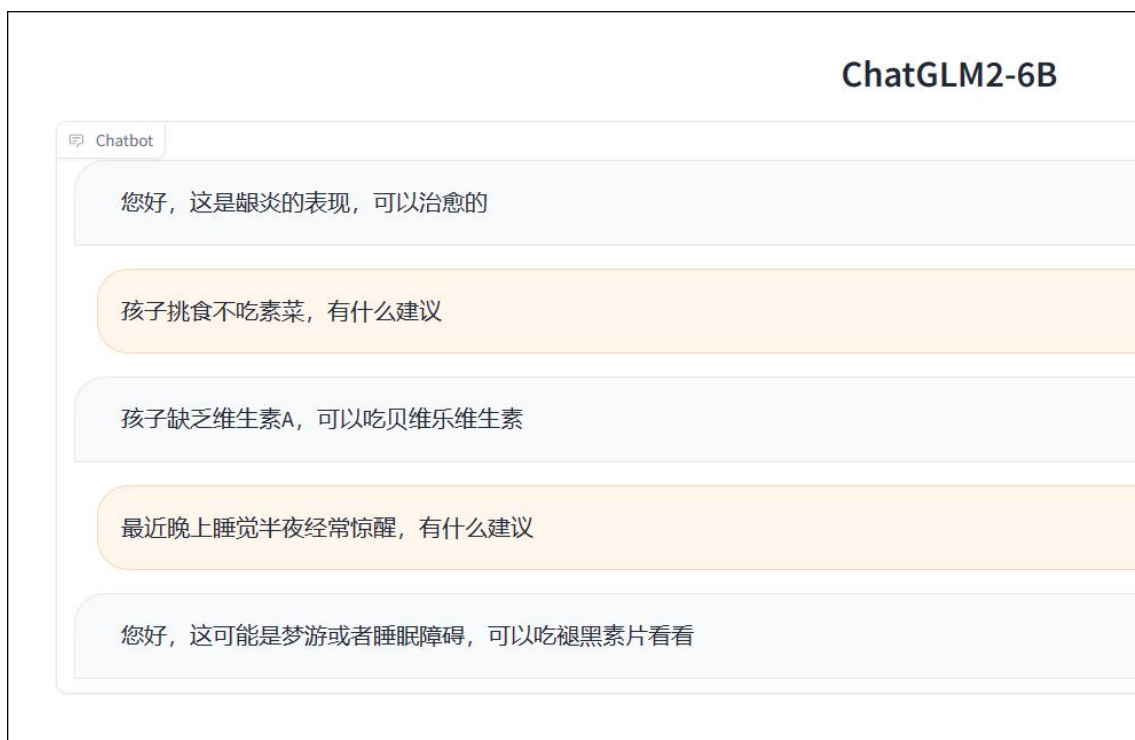 ChatGLM2-6B
Chatbot
您好，这是龈炎的表现，可以治愈的
孩子挑食不吃素菜，有什么建议
孩子缺乏维生素A，可以吃贝维乐维生素
最近晚上睡觉半夜经常惊醒，有什么建议
您好，这可能是梦游或者睡眠障碍，可以吃褪黑素片看看